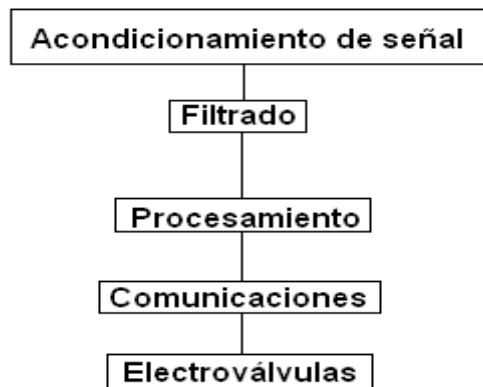 Acondicionamiento de señal
Filtrado
Procesamiento
Comunicaciones
Electroválvulas